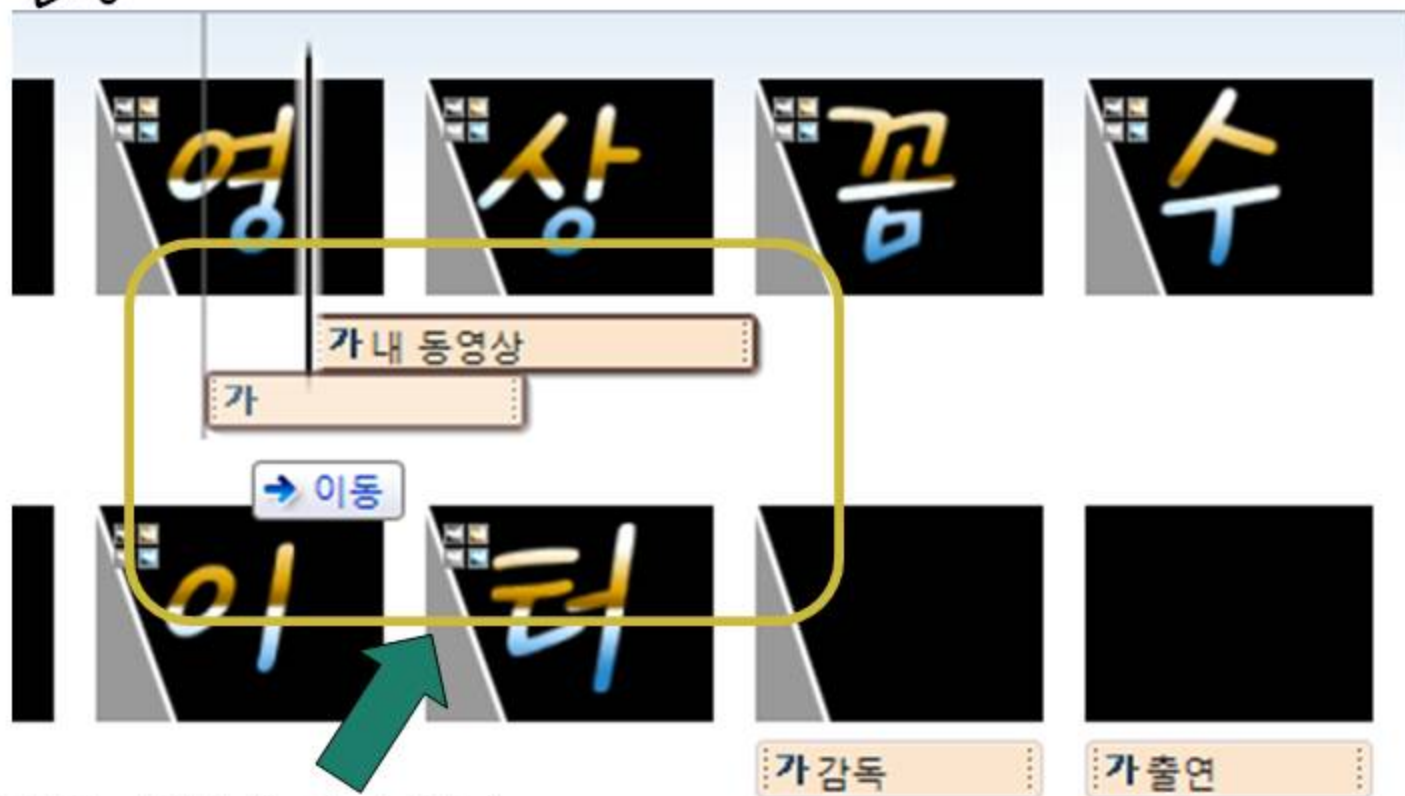 영 상 꼼 수
가 내 동영상
가
이동
이 터
가 감독 가 출연